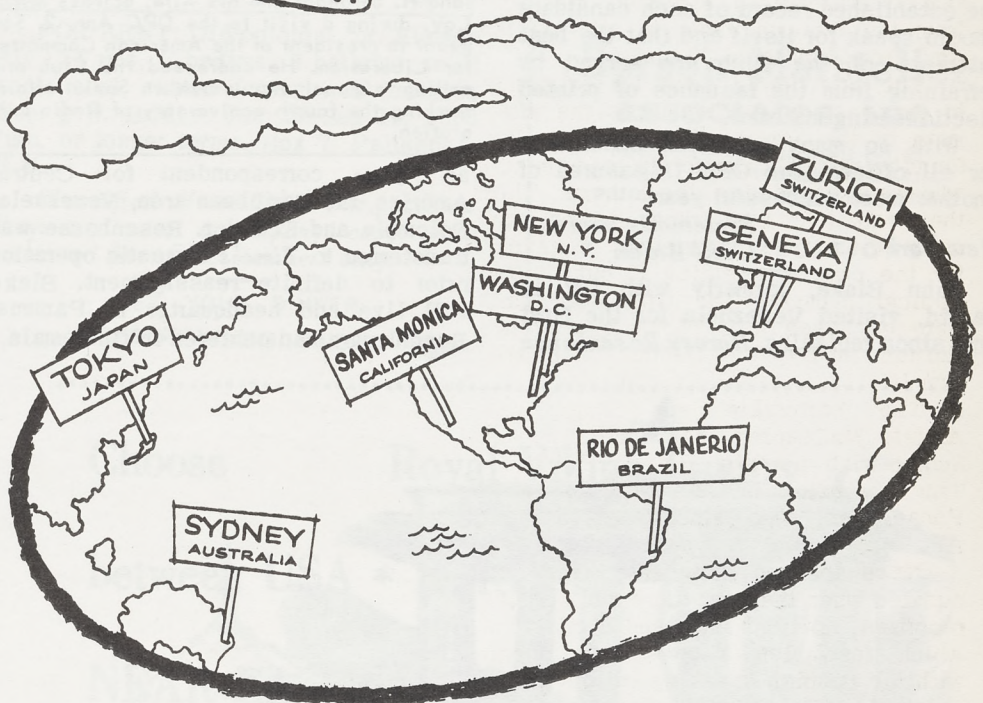 ZURICH
SWITZERLAND
NEW YORK
N.Y.
GENEVA
SWITZERLAND
WASHINGTON
D.C.
SANTA MONICA
CALIFORNIA
TOKYO
JAPAN
RIO DE JANERIO
BRAZIL
SYDNEY
AUSTRALIA